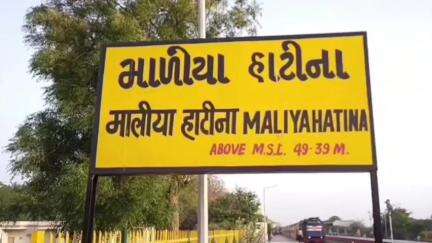 માળીયા હાટીના
मालीया हाटीना MALIYAHATINA
ABOVE M.S.L. 49-39 M.